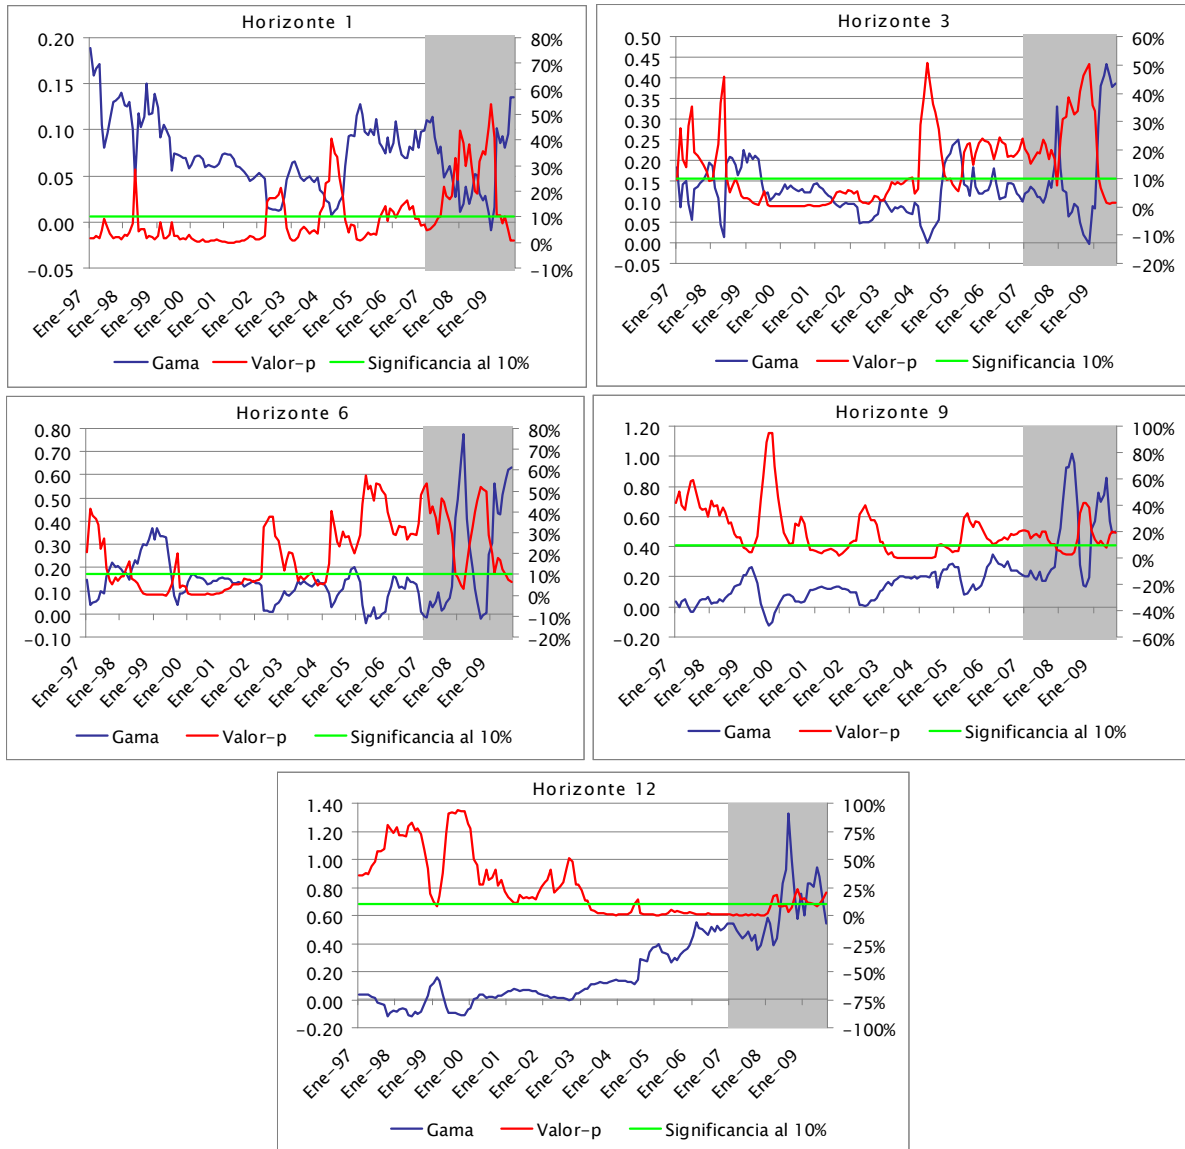 Horizonte 1
0.20
0.15
0.10
0.05
0.00
−0.05
80%
70%
60%
50%
40%
30%
20%
10%
0%
−10%
Ene−97
Ene−98
Ene−99
Ene−00
Ene−01
Ene−02
Ene−03
Ene−04
Ene−05
Ene−06
Ene−07
Ene−08
Ene−09
Gama Valor−p Significancia al 10%
Horizonte 3
0.50
0.45
0.40
0.35
0.30
0.25
0.20
0.15
0.10
0.05
0.00
−0.05
60%
50%
40%
30%
20%
10%
0%
−10%
−20%
Ene−97
Ene−98
Ene−99
Ene−00
Ene−01
Ene−02
Ene−03
Ene−04
Ene−05
Ene−06
Ene−07
Ene−08
Ene−09
Gama Valor−p Significancia al 10%
Horizonte 6
0.80
0.70
0.60
0.50
0.40
0.30
0.20
0.10
0.00
−0.10
80%
70%
60%
50%
40%
30%
20%
10%
0%
−10%
−20%
Ene−97
Ene−98
Ene−99
Ene−00
Ene−01
Ene−02
Ene−03
Ene−04
Ene−05
Ene−06
Ene−07
Ene−08
Ene−09
Gama Valor−p Significancia al 10%
Horizonte 9
1.20
1.00
0.80
0.60
0.40
0.20
0.00
−0.20
100%
80%
60%
40%
20%
0%
−20%
−40%
−60%
Ene−97
Ene−98
Ene−99
Ene−00
Ene−01
Ene−02
Ene−03
Ene−04
Ene−05
Ene−06
Ene−07
Ene−08
Ene−09
Gama Valor−p Significancia al 10%
Horizonte 12
1.40
1.20
1.00
0.80
0.60
0.40
0.20
0.00
−0.20
100%
75%
50%
25%
0%
−25%
−50%
−75%
−100%
Ene−97
Ene−98
Ene−99
Ene−00
Ene−01
Ene−02
Ene−03
Ene−04
Ene−05
Ene−06
Ene−07
Ene−08
Ene−09
Gama Valor−p Significancia al 10%